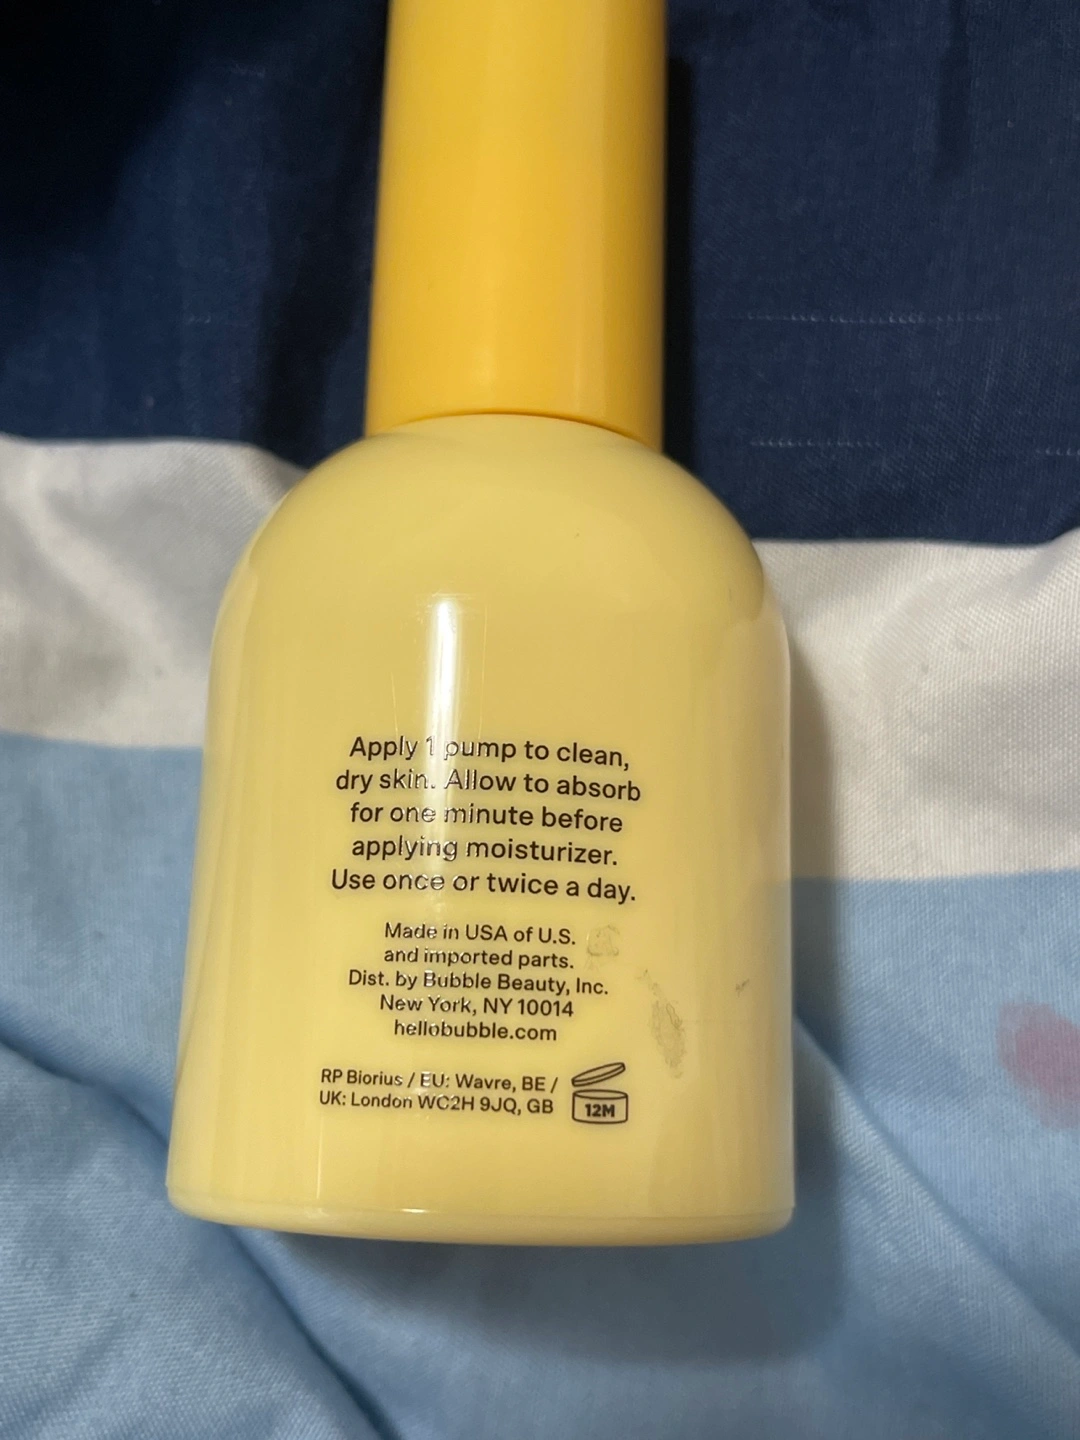 Apply 1 pump to clean,
dry skin. Allow to absorb
for one minute before
applying moisturizer.
Use once or twice a day.
Made in USA of U.S.
and imported parts.
Dist. by Bubble Beauty, Inc.
New York, NY 10014
hellobubble.com
RP Biorius / EU: Wavre, BE /
UK: London WC2H 9JQ, GB
12M